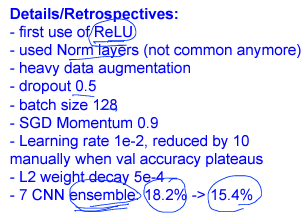 Details/Retrospectives:
- first use of ReLU
- used Norm layers (not common anymore)
- heavy data augmentation
- dropout 0.5
- batch size 128
- SGD Momentum 0.9
- Learning rate 1e-2, reduced by 10
manually when val accuracy plateaus
- L2 weight decay 5e-4
- 7 CNN ensemble: 18.2% -> 15.4%